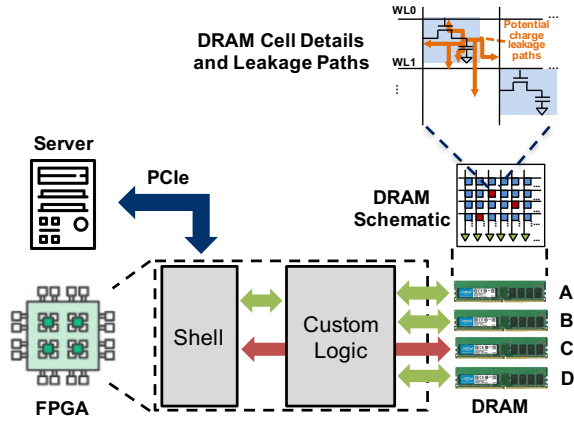 WL0
...
DRAM Cell Details
and Leakage Paths
Potential
charge
leakage
paths
WL1
...
...
Server
PCIe
DRAM
Schematic
...
...
...
...
A
B
C
D
Shell
Custom
Logic
FPGA
DRAM